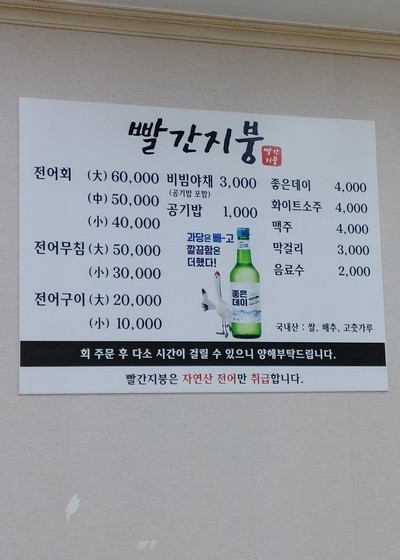 빨간지붕
빨간
지붕
전어회 (大) 60,000
(中) 50,000
(小) 40,000
전어무침 (大) 50,000
(小) 30,000
전어구이 (大) 20,000
(小) 10,000
비빔야채 3,000
(공기밥 포함)
공기밥 1,000
과당은 빼-고
깔끔함은
더했다!
좋은
데이
좋은데이 4,000
화이트소주 4,000
맥주 4,000
막걸리 3,000
음료수 2,000
국내산 : 쌀, 배추, 고춧가루
회 주문 후 다소 시간이 걸릴 수 있으니 양해부탁드립니다.
빨간지붕은 자연산 전어만 취급합니다.